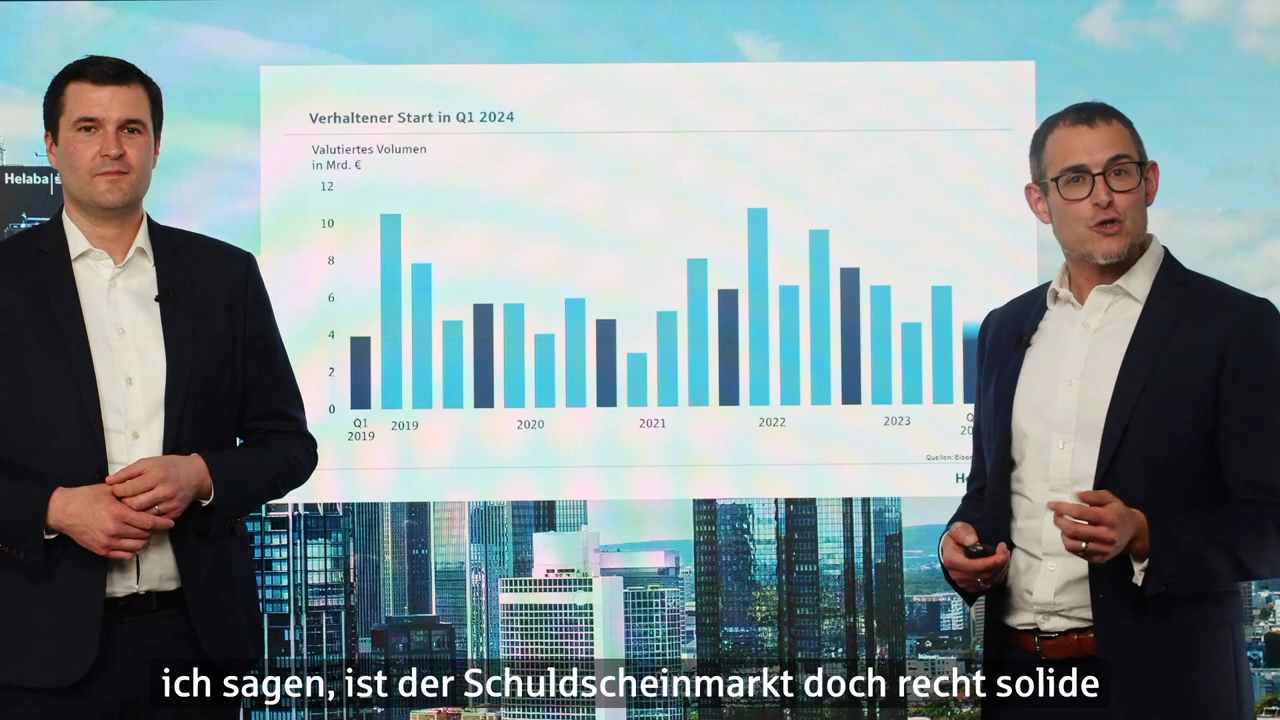 Helaba
Verhaltener Start in Q1 2024
Valutiertes Volumen
in Mrd. €
12
10
8
6
4
2
0
Q1
2019
2019
2020
2021
2022
2023
Quellen:
ich sagen, ist der Schuldscheinmarkt doch recht solide